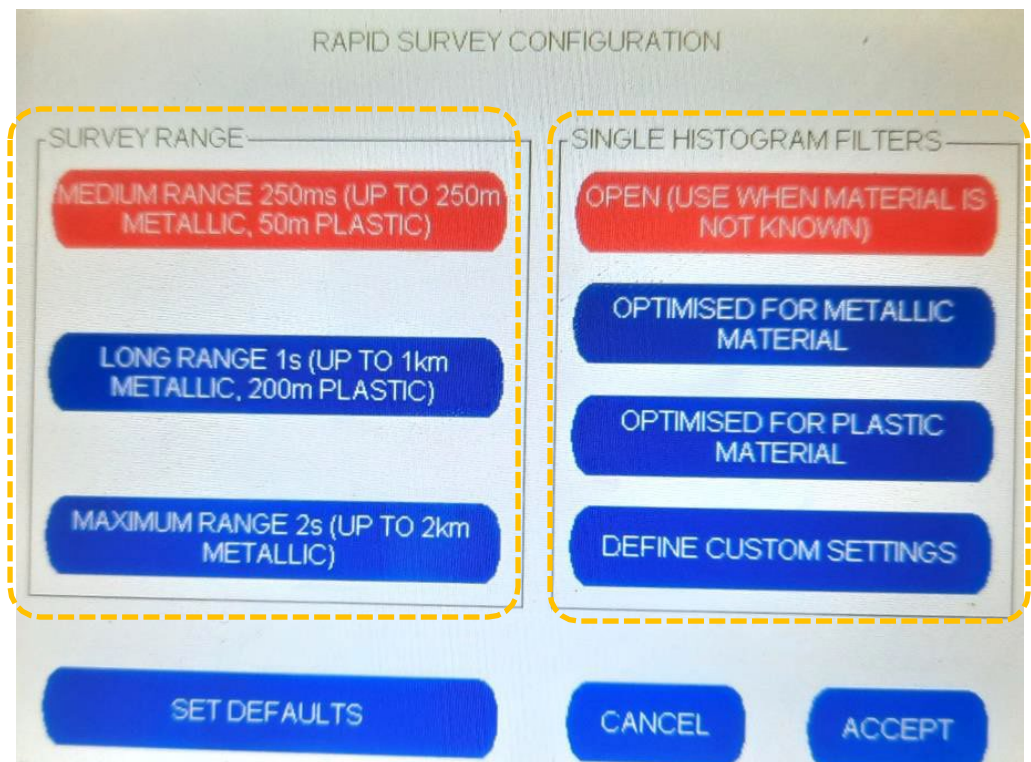 RAPID SURVEY CONFIGURATION
SURVEY RANGE
MEDIUM RANGE 250ms (UP TO 250m
METALLIC, 50m PLASTIC)
LONG RANGE 1s (UP TO 1km
METALLIC, 200m PLASTIC)
MAXIMUM RANGE 2s (UP TO 2km
METALLIC)
SINGLE HISTOGRAM FILTERS
OPEN (USE WHEN MATERIAL IS
NOT KNOWN)
OPTIMISED FOR METALLIC
MATERIAL
OPTIMISED FOR PLASTIC
MATERIAL
DEFINE CUSTOM SETTINGS
SET DEFAULTS
CANCEL
ACCEPT